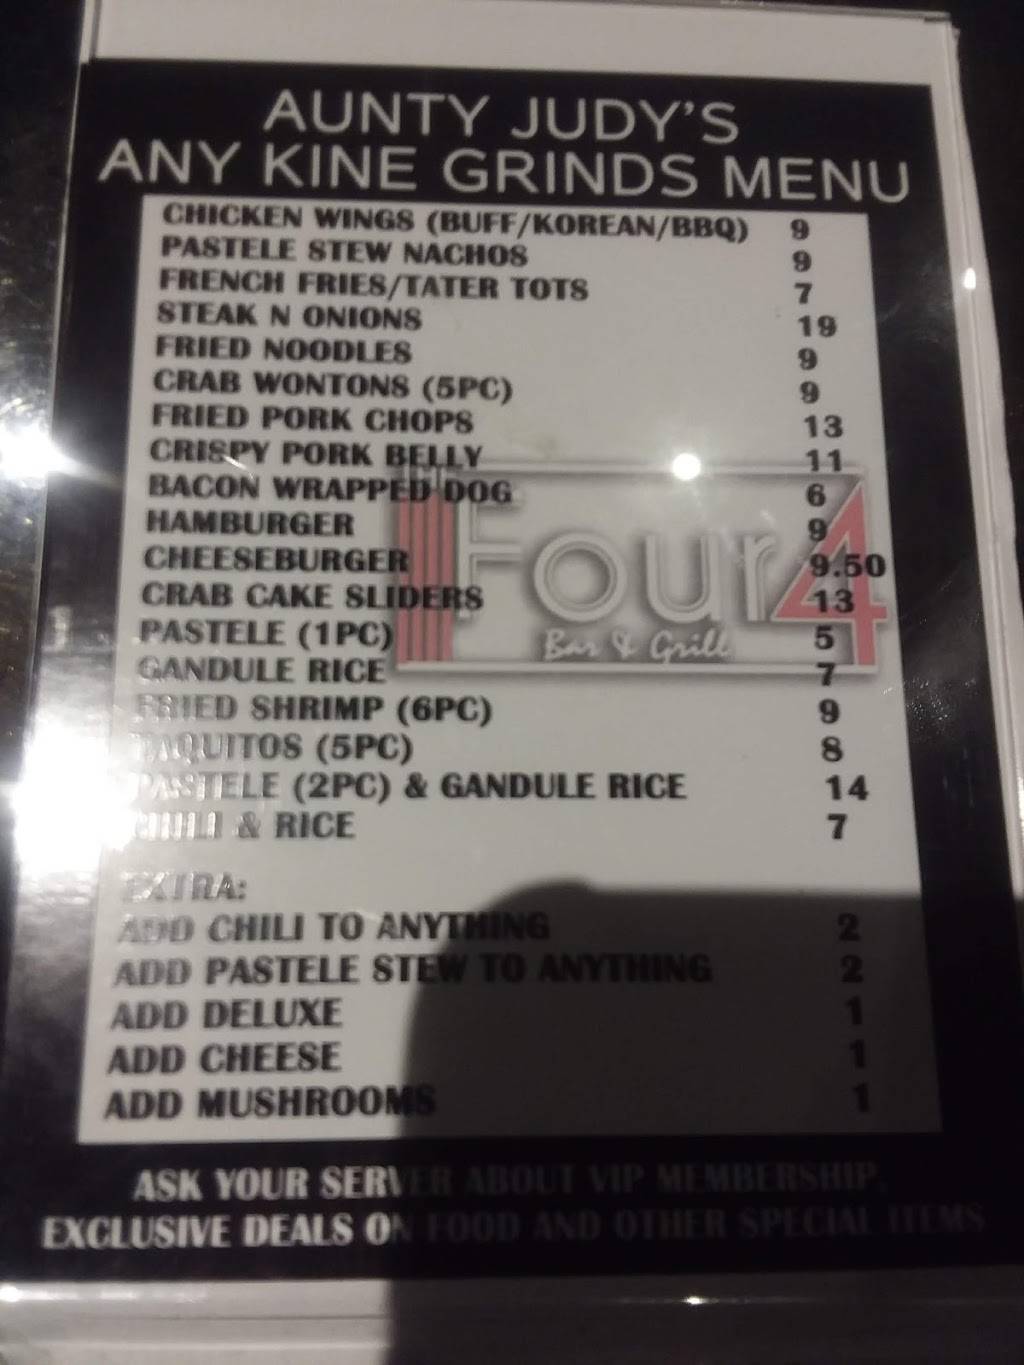 AUNTY JUDY'S
ANY KINE GRINDS MENU
CHICKEN WINGS (BUFF/KOREAN/BBQ) 9
PASTELE STEW NACHOS 9
FRENCH FRIES/TATER TOTS 7
STEAK N ONIONS 19
FRIED NOODLES 9
CRAB WONTONS (5PC) 9
FRIED PORK CHOPS 13
CRISPY PORK BELLY 11
BACON WRAPPED DOG 6
HAMBURGER 9
CHEESEBURGER 9.50
CRAB CAKE SLIDERS 13
PASTELE (1PC) 5
GANDULE RICE 7
FRIED SHRIMP (6PC) 9
TAQUITOS (5PC) 8
PASTELE (2PC) & GANDULE RICE 14
CHILI & RICE 7
Four 4
Bar & Grill
EXTRA:
ADD CHILI TO ANYTHING 2
ADD PASTELE STEW TO ANYTHING 2
ADD DELUXE 1
ADD CHEESE 1
ADD MUSHROOMS 1
ASK YOUR SERVER ABOUT VIP MEMBERSHIP,
EXCLUSIVE DEALS ON FOOD AND OTHER SPECIAL ITEMS